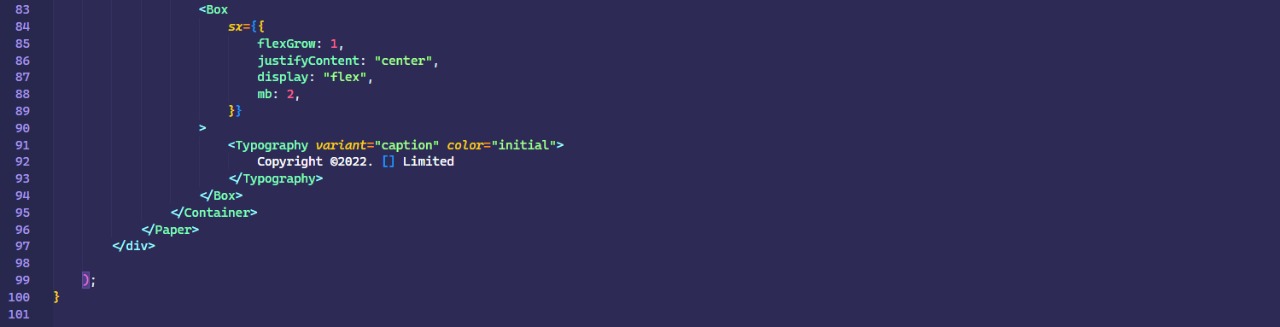 83 <Box
84 sx={{
85 flexGrow: 1,
86 justifyContent: "center",
87 display: "flex",
88 mb: 2,
89 }}
90 >
91 <Typography variant="caption" color="initial">
92 Copyright ©2022. [] Limited
93 </Typography>
94 </Box>
95 </Container>
96 </Paper>
97 </div>
98
99 );
100 }
101